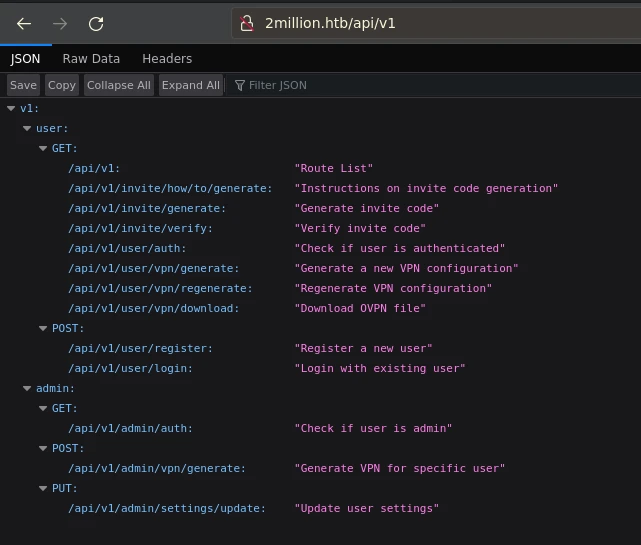 2million.htb/api/v1
JSON Raw Data Headers
Save Copy Collapse All Expand All Filter JSON
v1:
user:
GET:
/api/v1: "Route List"
/api/v1/invite/how/to/generate: "Instructions on invite code generation"
/api/v1/invite/generate: "Generate invite code"
/api/v1/invite/verify: "Verify invite code"
/api/v1/user/auth: "Check if user is authenticated"
/api/v1/user/vpn/generate: "Generate a new VPN configuration"
/api/v1/user/vpn/regenerate: "Regenerate VPN configuration"
/api/v1/user/vpn/download: "Download OVPN file"
POST:
/api/v1/user/register: "Register a new user"
/api/v1/user/login: "Login with existing user"
admin:
GET:
/api/v1/admin/auth: "Check if user is admin"
POST:
/api/v1/admin/vpn/generate: "Generate VPN for specific user"
PUT:
/api/v1/admin/settings/update: "Update user settings"